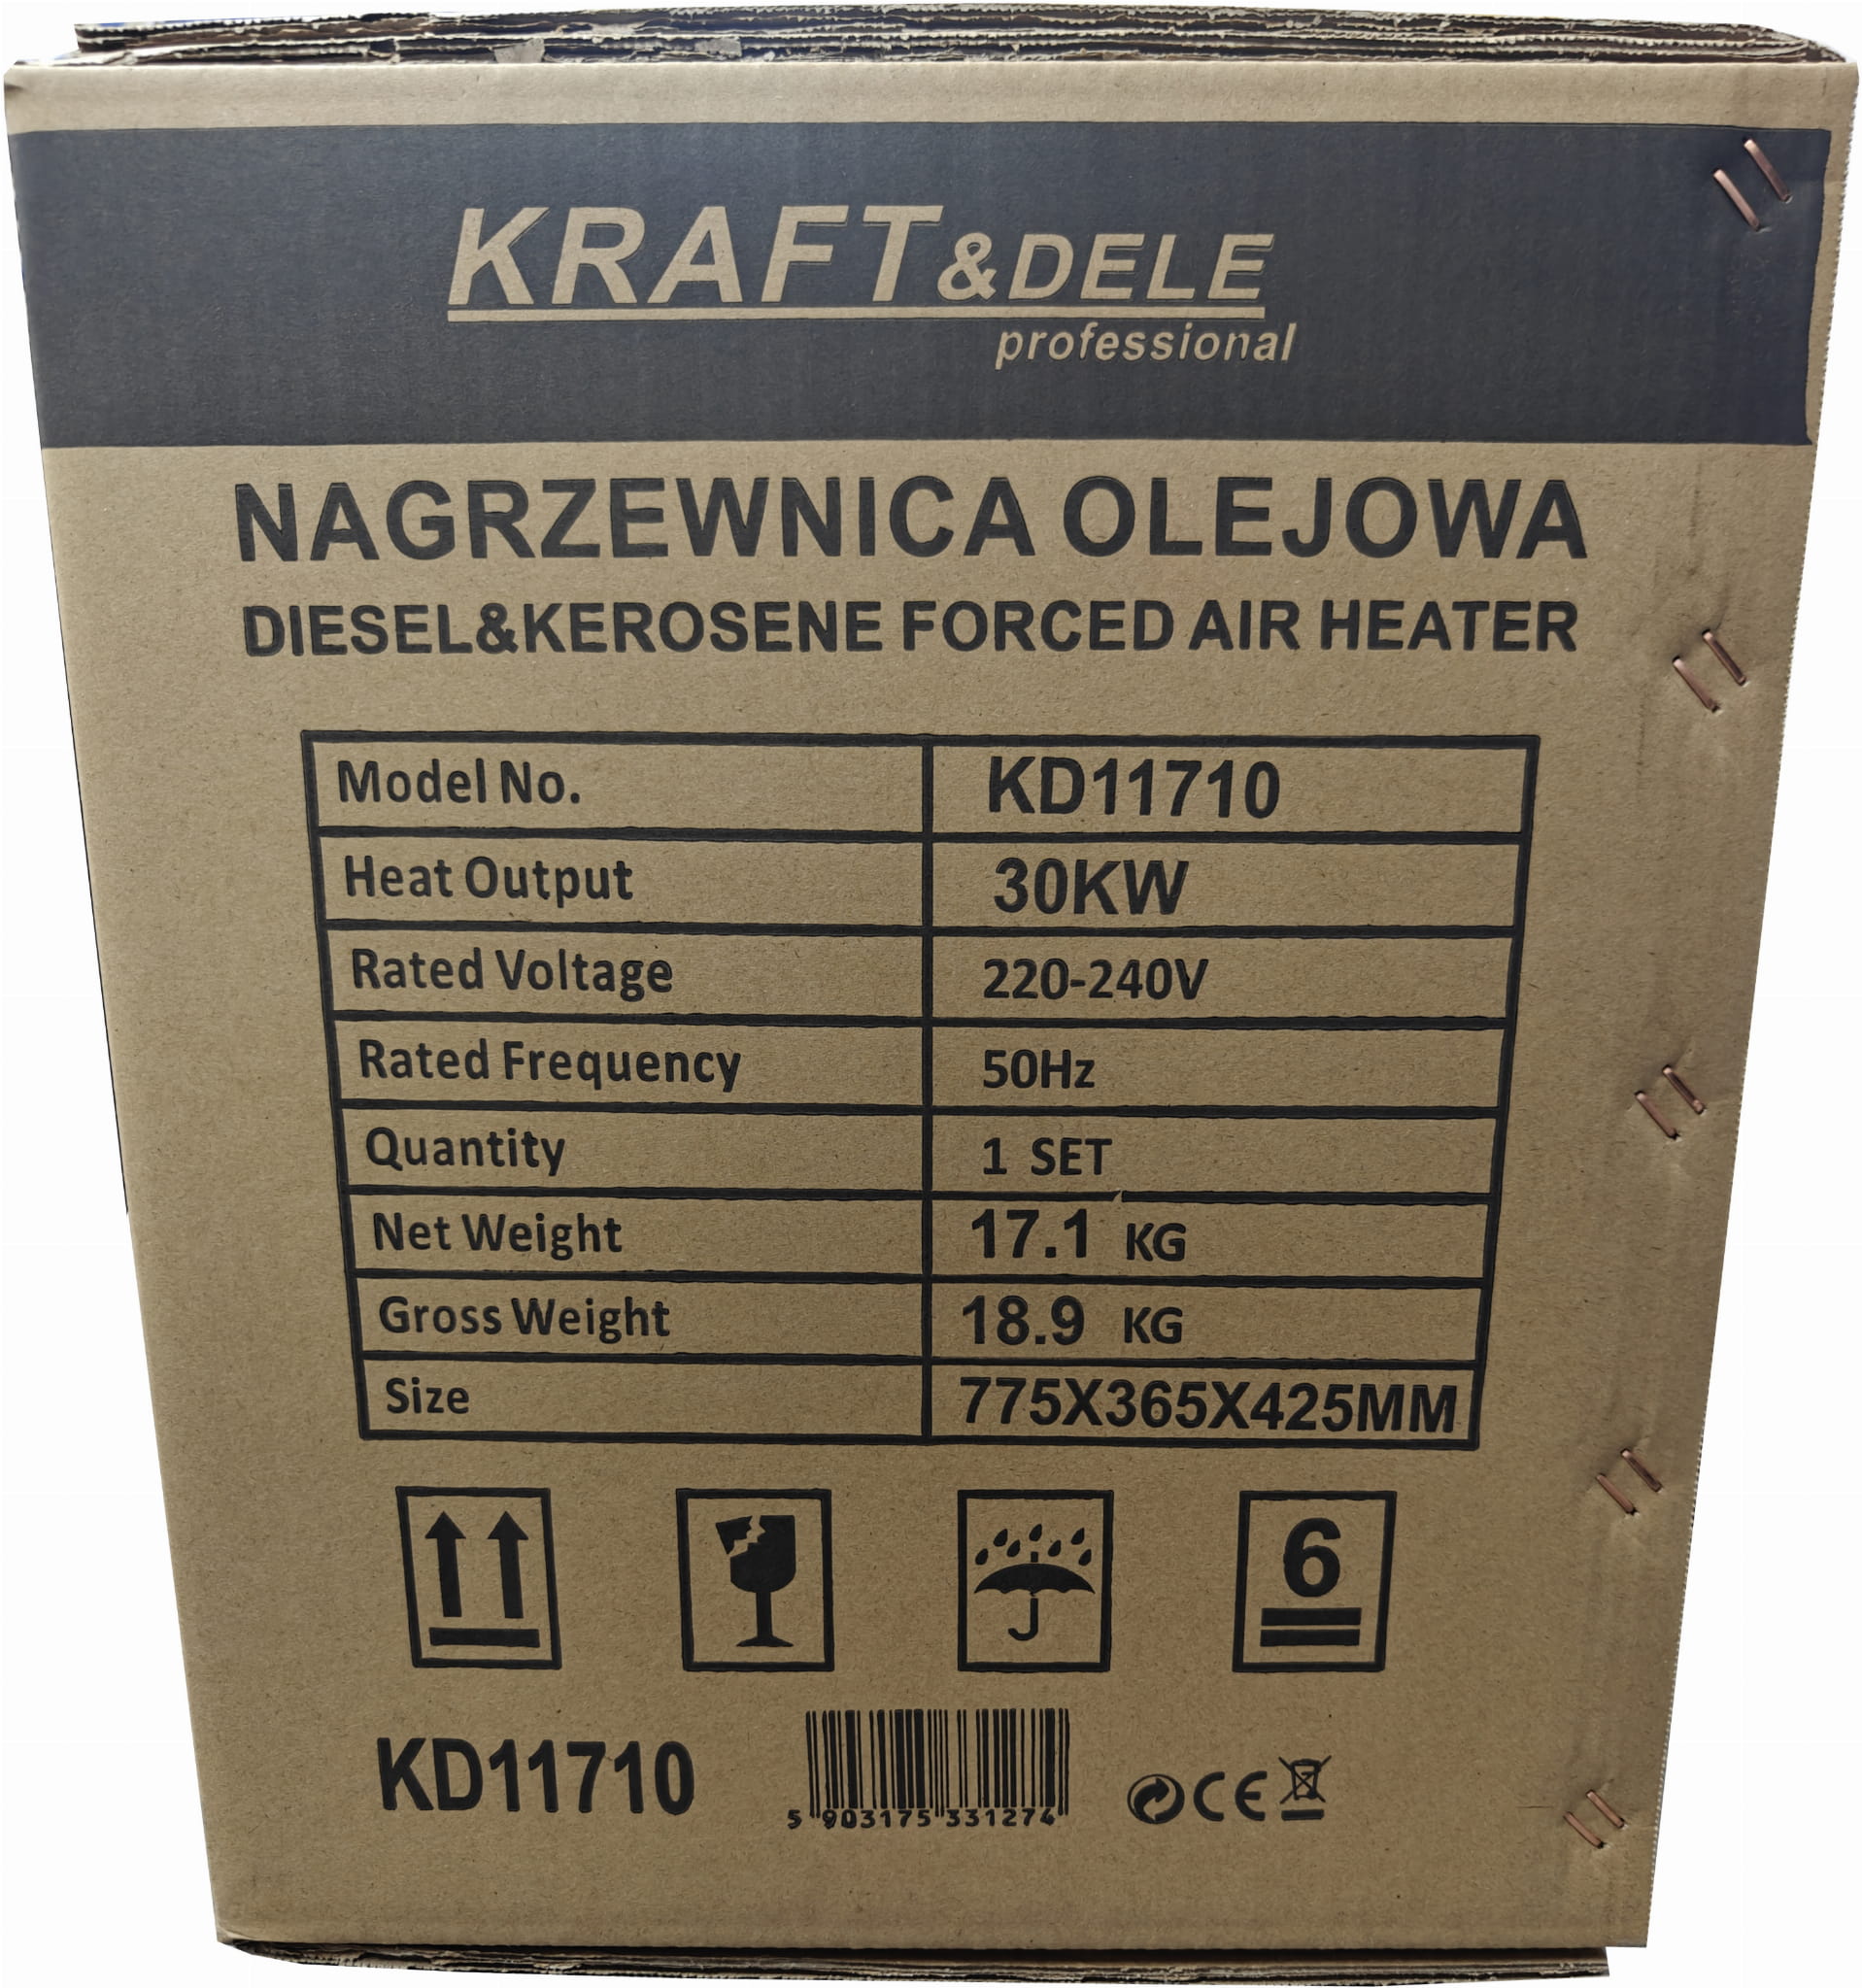 KRAFT&DELE
professional
NAGRZEWNICA OLEJOWA
DIESEL&KEROSENE FORCED AIR HEATER
Model No. KD11710
Heat Output 30KW
Rated Voltage 220-240V
Rated Frequency 50Hz
Quantity 1 SET
Net Weight 17.1 KG
Gross Weight 18.9 KG
Size 775X365X425MM
6
KD11710
5 903175 331274
CE